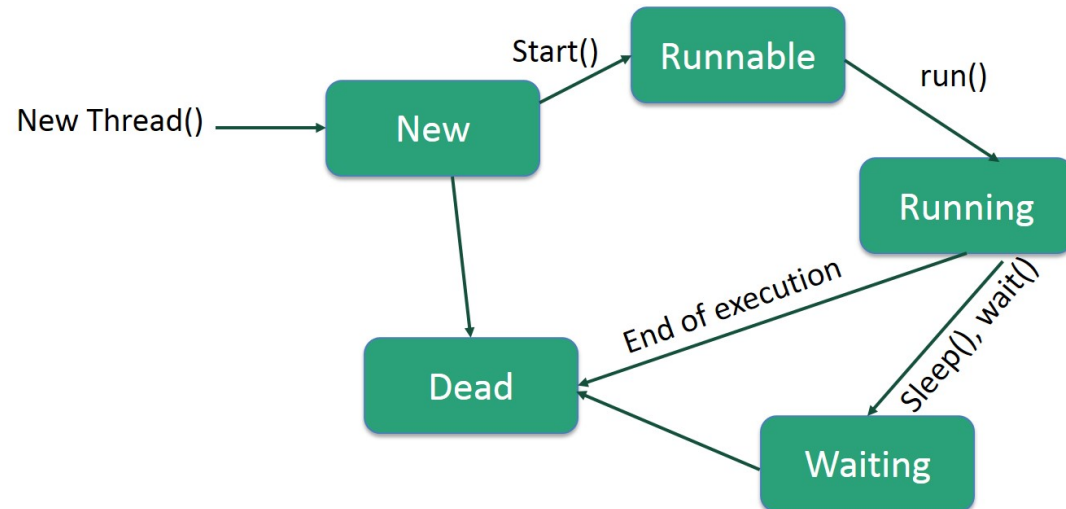 Start()
Runnable
run()
New Thread()
New
Running
End of execution
Sleep(), wait()
Dead
Waiting